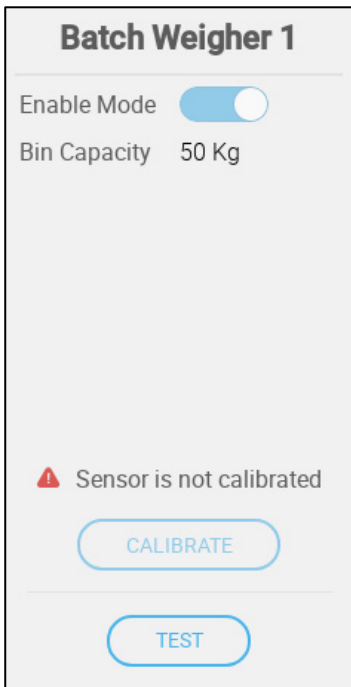 Batch Weigher 1
Enable Mode
Bin Capacity 50 Kg
Sensor is not calibrated
CALIBRATE
TEST